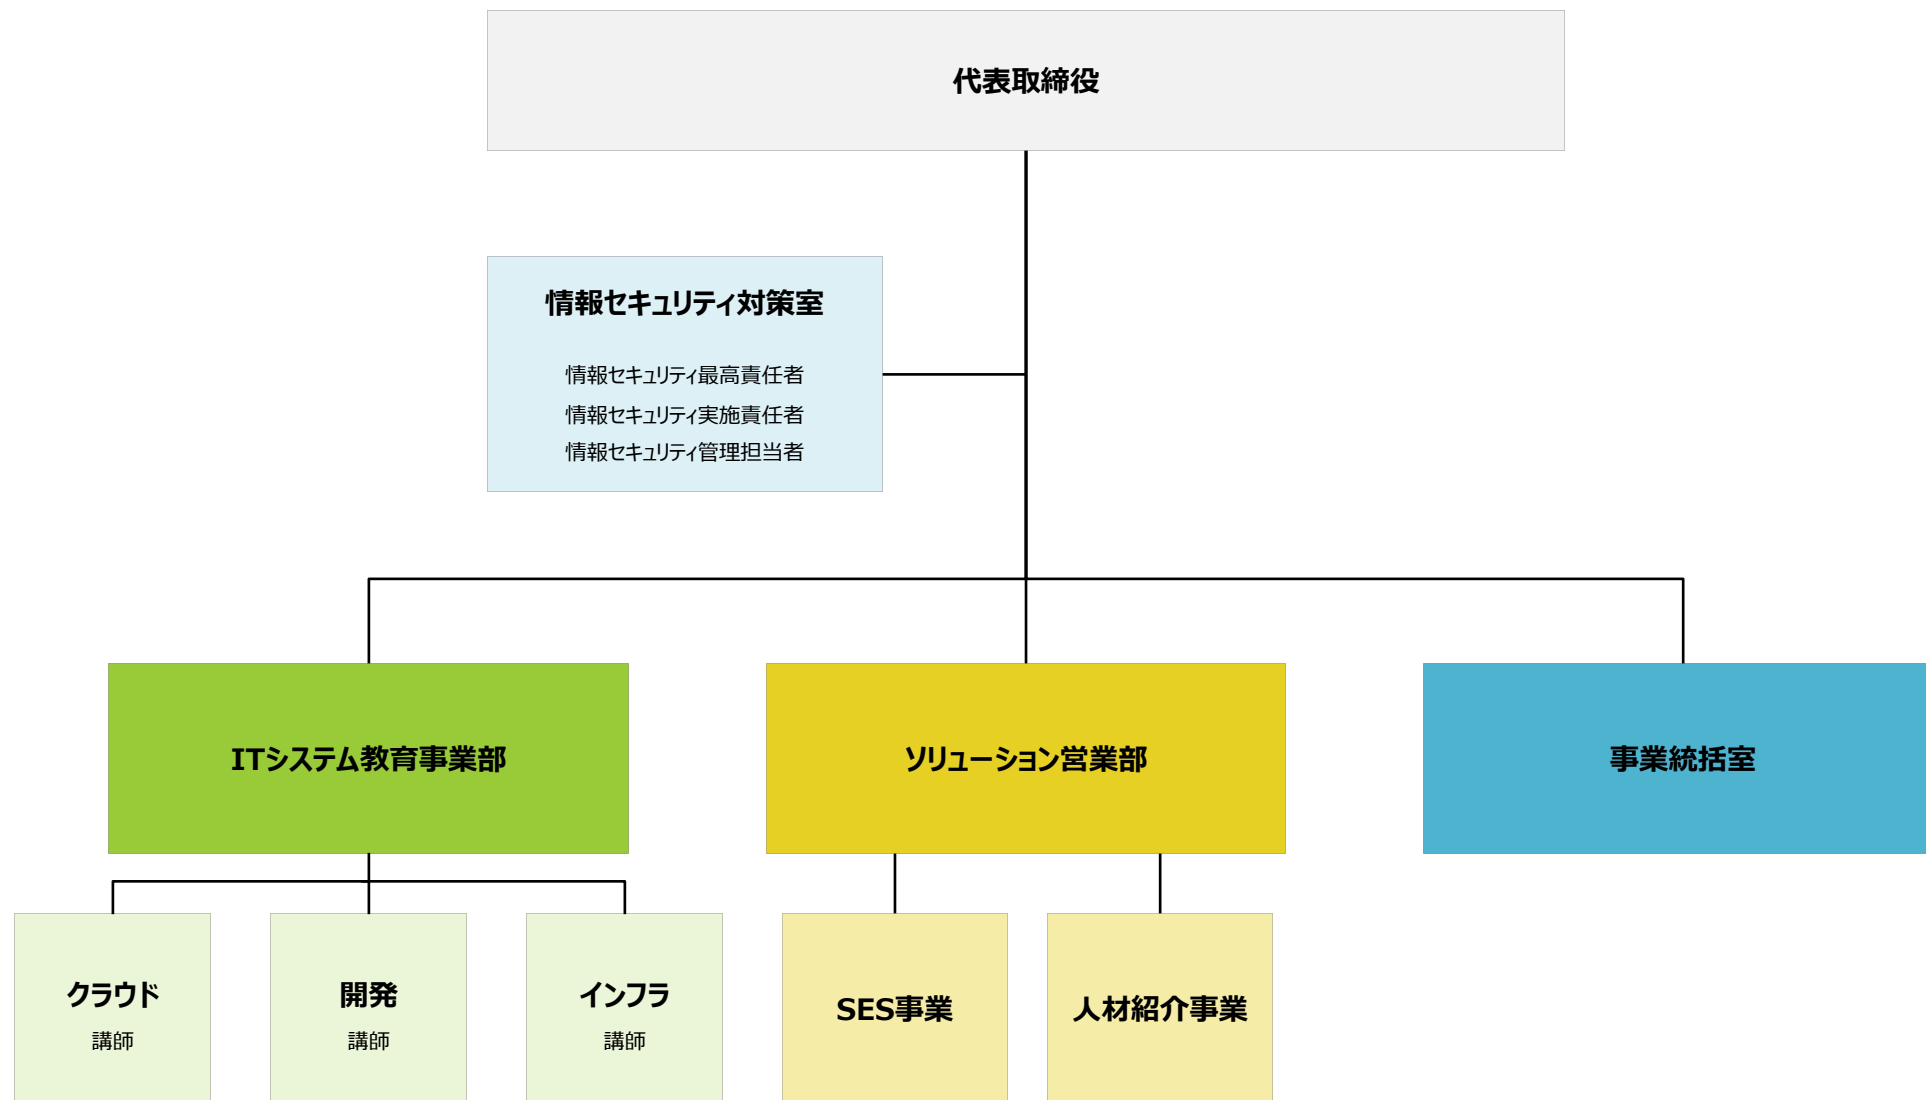 代表取締役
情報セキュリティ対策室
情報セキュリティ最高責任者
情報セキュリティ実施責任者
情報セキュリティ管理担当者
ITシステム教育事業部
ソリューション営業部
事業統括室
クラウド
講師
開発
講師
インフラ
講師
SES事業
人材紹介事業